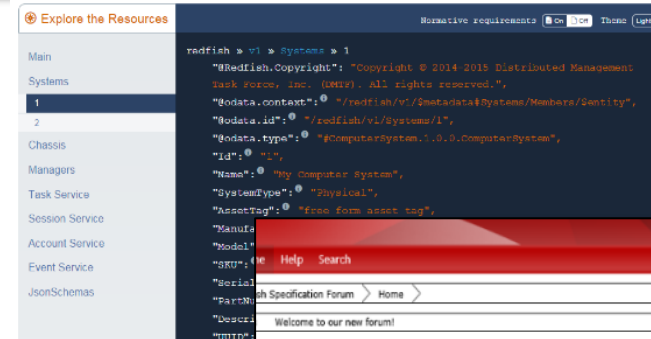 Explore the Resources
Normative requirements On Off Theme Light
Main
Systems
1
2
Chassis
Managers
Task Service
Session Service
Account Service
Event Service
JsonSchemas
redfish » v1 » Systems » 1
"@Redfish.Copyright": "Copyright © 2014-2015 Distributed Management
Task Force, Inc. (DMTF). All rights reserved.",
"@odata.context": "/redfish/v1/$metadata#Systems/Members/$entity",
"@odata.id": "/redfish/v1/Systems/1",
"@odata.type": "#ComputerSystem.1.0.0.ComputerSystem",
"Id": "1",
"Name": "My Computer System",
"SystemType": "Physical",
"AssetTag": "free form asset tag",
"Manufa
"Model"
"SKU":
"Serial
"PartNu
"Descri
"UUID":
me Help Search
sh Specification Forum > Home >
Welcome to our new forum!